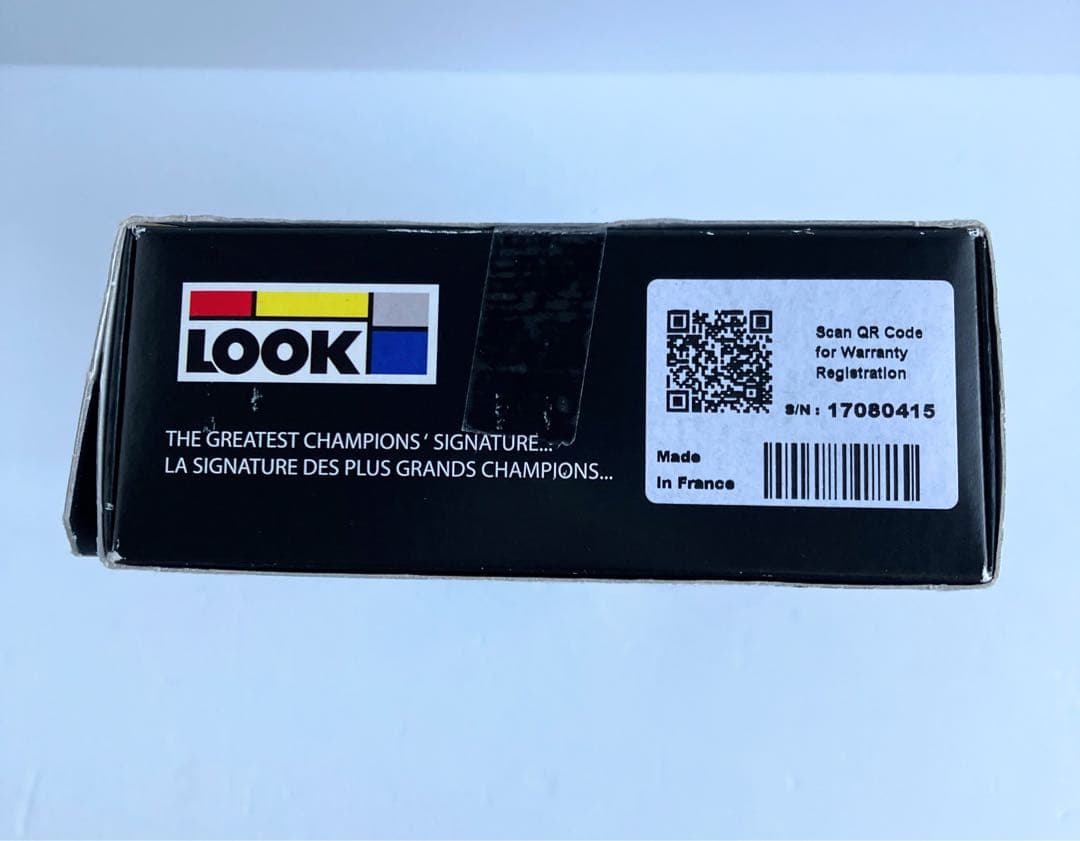 LOOK
THE GREATEST CHAMPIONS ‘ SIGNATURE...
LA SIGNATURE DES PLUS GRANDS CHAMPIONS...
Scan QR Code
for Warranty
Registration
S/N : 17080415
Made
In France